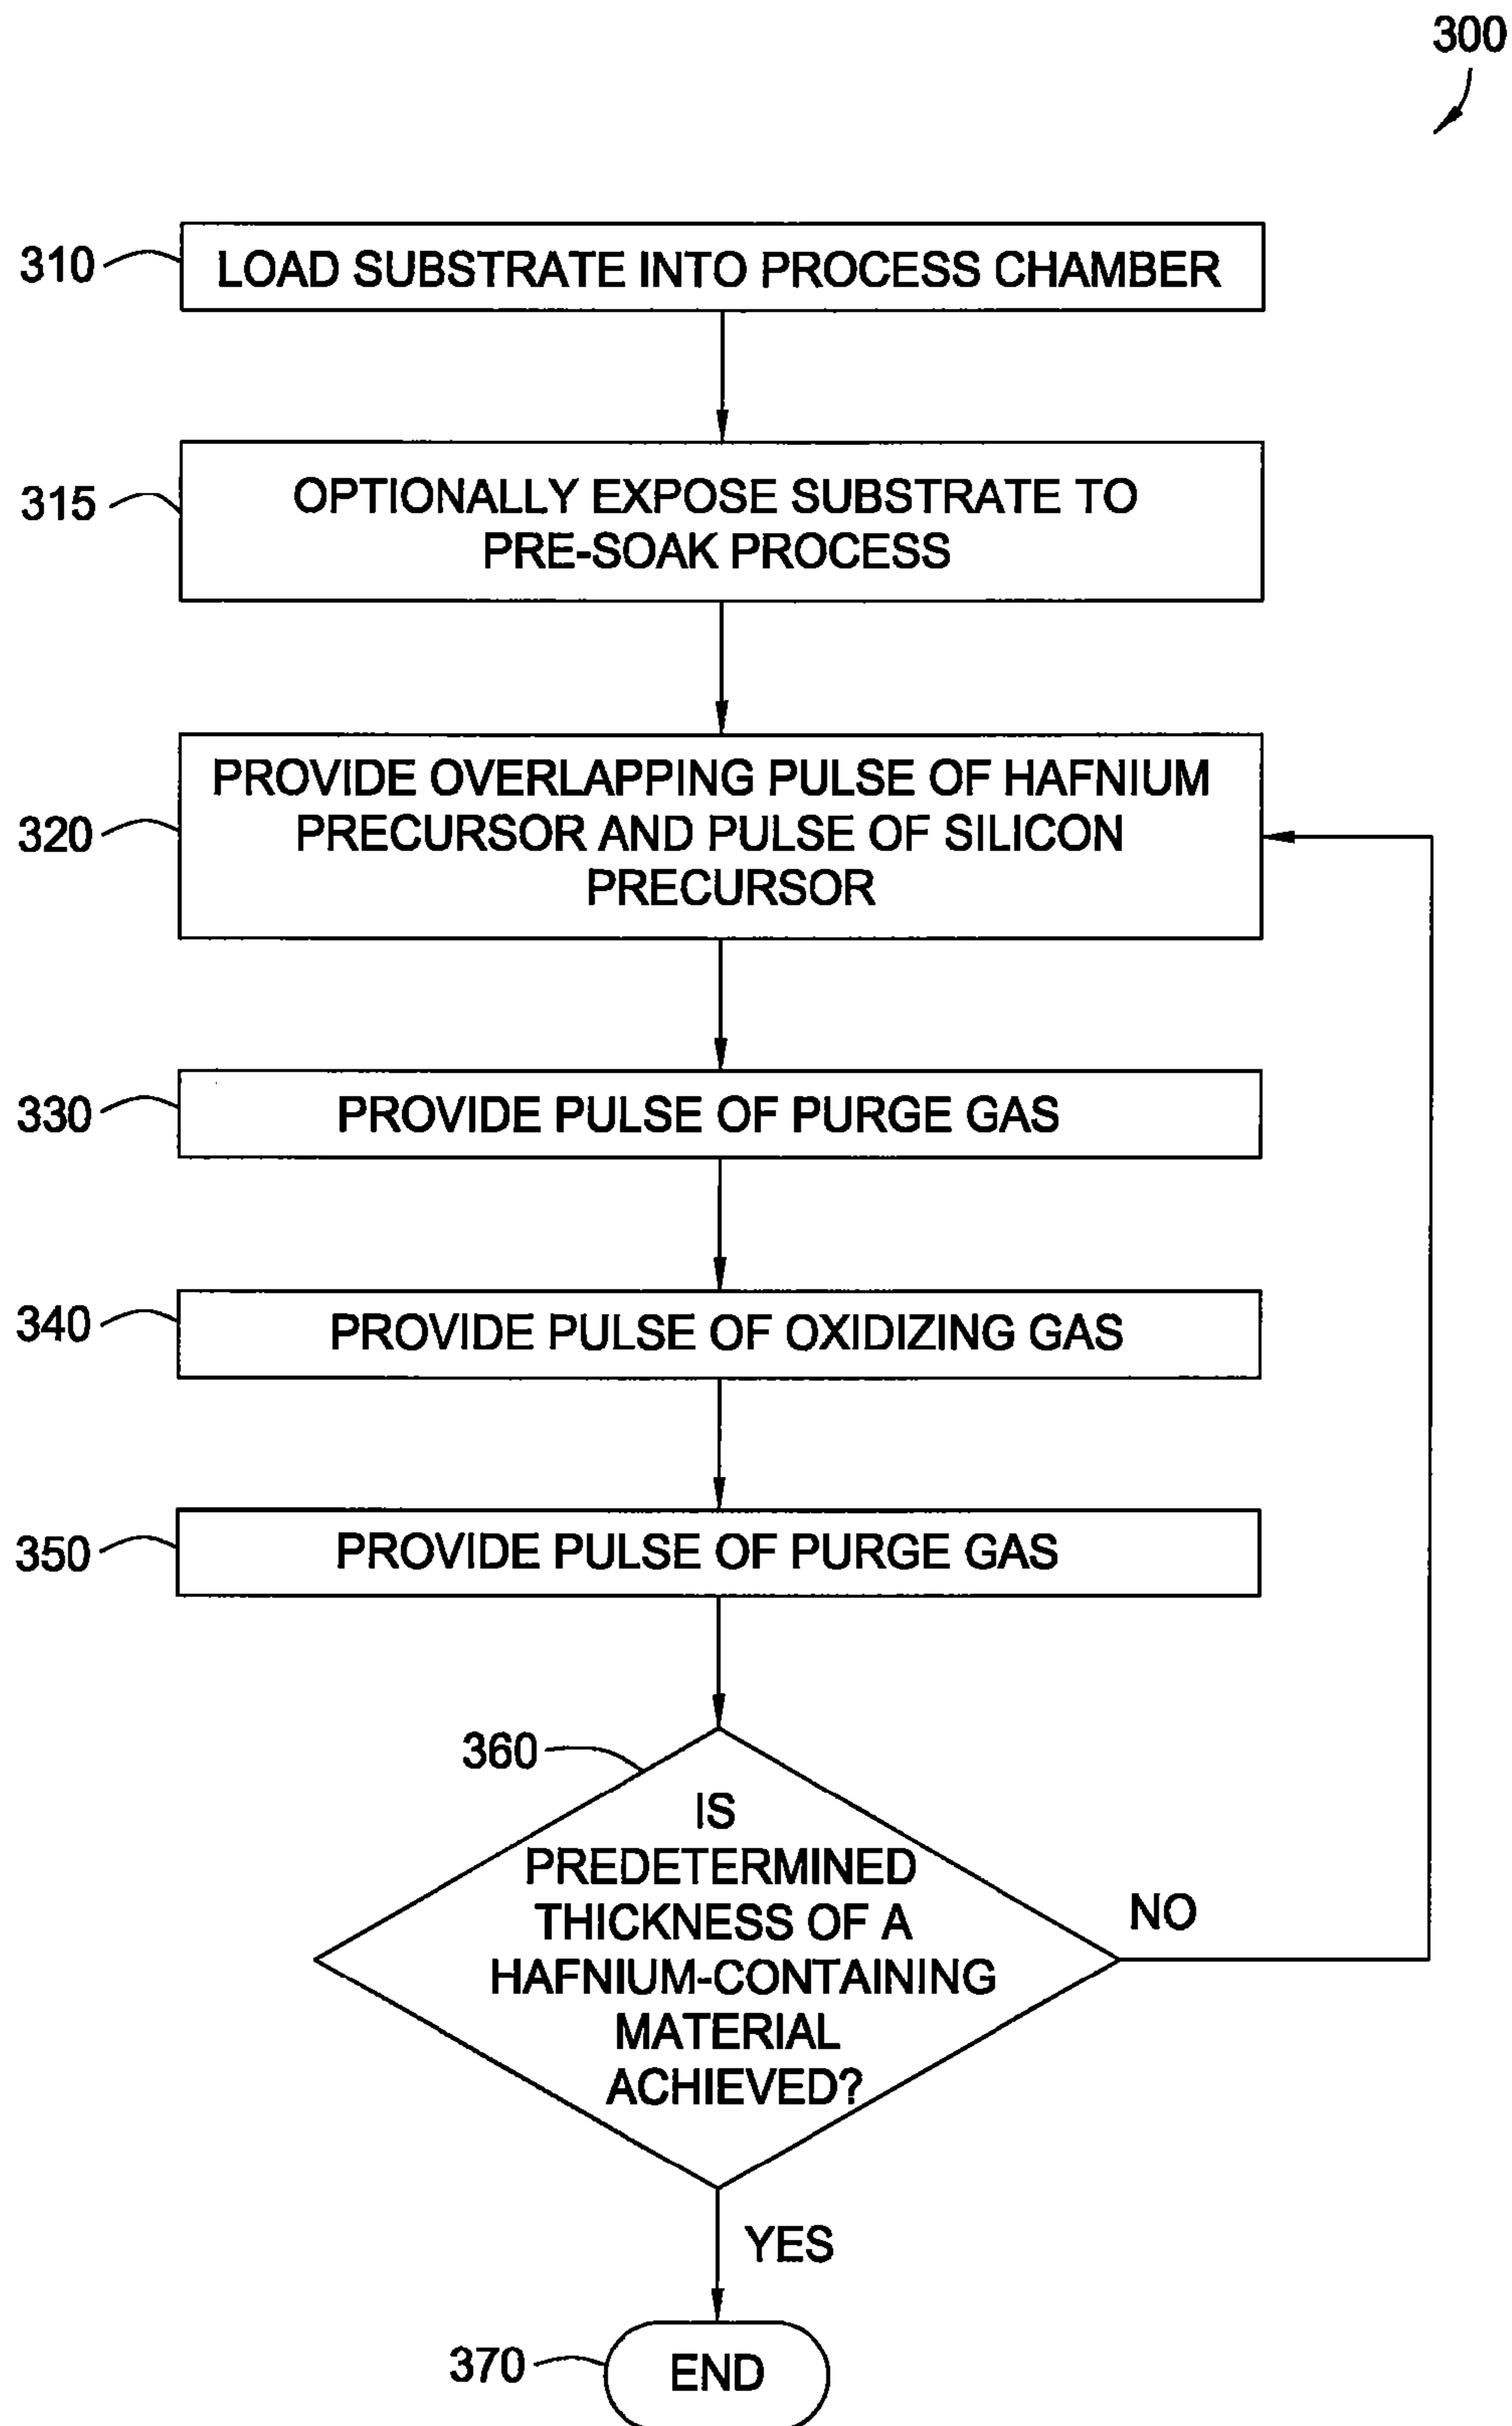 300
310
LOAD SUBSTRATE INTO PROCESS CHAMBER
315
OPTIONALLY EXPOSE SUBSTRATE TO
PRE-SOAK PROCESS
320
PROVIDE OVERLAPPING PULSE OF HAFNIUM
PRECURSOR AND PULSE OF SILICON
PRECURSOR
330
PROVIDE PULSE OF PURGE GAS
340
PROVIDE PULSE OF OXIDIZING GAS
350
PROVIDE PULSE OF PURGE GAS
360
IS
PREDETERMINED
THICKNESS OF A
HAFNIUM-CONTAINING
MATERIAL
ACHIEVED?
NO
YES
370
END